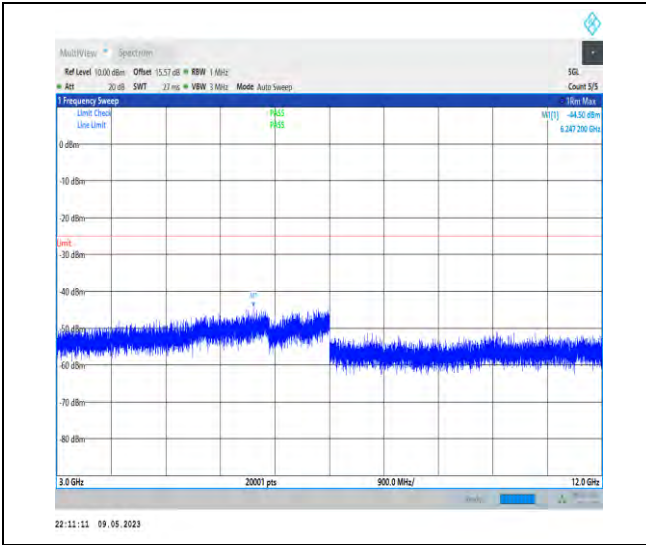 MultiView Spectrum
Ref Level 10.00 dBm Offset 15.57 dB RBW 1 MHz SGL
Att 20 dB SWT 27 ms VBW 3 MHz Mode Auto Sweep Count 5/5
1 Frequency Sweep 1Rm Max
Limit Check PASS M1[1] -44.50 dBm
Line Limit PASS 6.247 200 GHz
0 dBm
-10 dBm
-20 dBm
Limit
-30 dBm
-40 dBm
M1
-50 dBm
-60 dBm
-70 dBm
-80 dBm
3.0 GHz 20001 pts 900.0 MHz/ 12.0 GHz
22:11:11 09.05.2023